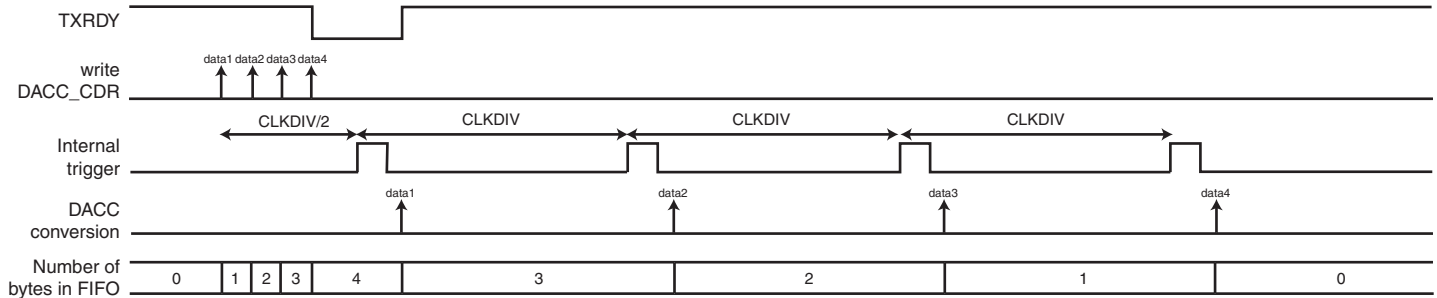 TXRDY
write
DACC_CDR
data1 data2 data3 data4
CLKDIV/2 CLKDIV CLKDIV CLKDIV
Internal
trigger
data1 data2 data3 data4
DACC
conversion
Number of
bytes in FIFO
0 1 2 3 4 3 2 1 0